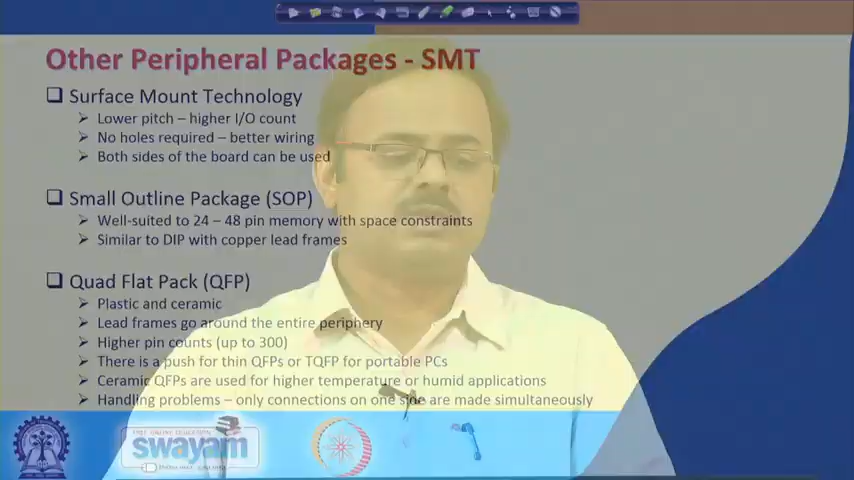 Other Peripheral Packages - SMT
❑ Surface Mount Technology
➢ Lower pitch – higher I/O count
➢ No holes required – better wiring
➢ Both sides of the board can be used
❑ Small Outline Package (SOP)
➢ Well-suited to 24 – 48 pin memory with space constraints
➢ Similar to DIP with copper lead frames
❑ Quad Flat Pack (QFP)
➢ Plastic and ceramic
➢ Lead frames go around the entire periphery
➢ Higher pin counts (up to 300)
➢ There is a push for thin QFPs or TQFP for portable PCs
➢ Ceramic QFPs are used for higher temperature or humid applications
➢ Handling problems – only connections on one side are made simultaneously
FREE ONLINE EDUCATION
swayam